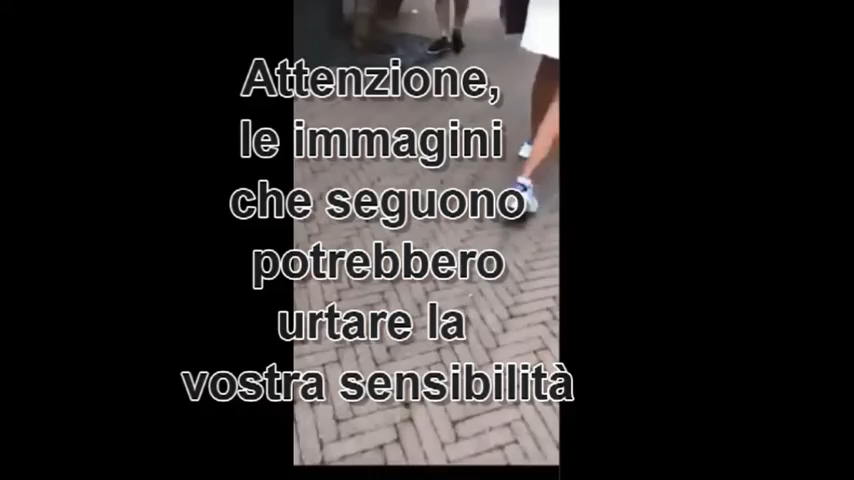 Attenzione,
le immagini
che seguono
potrebbero
urtare la
vostra sensibilità